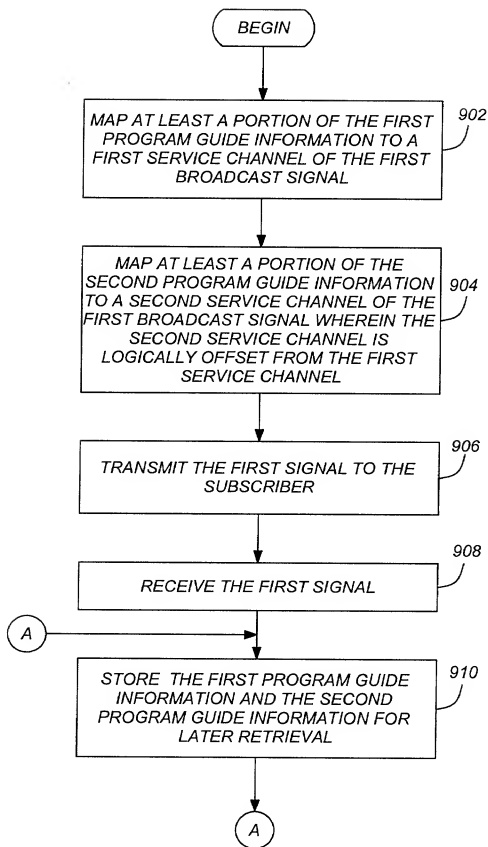 BEGIN
902
MAP AT LEAST A PORTION OF THE FIRST
PROGRAM GUIDE INFORMATION TO A
FIRST SERVICE CHANNEL OF THE FIRST
BROADCAST SIGNAL
904
MAP AT LEAST A PORTION OF THE
SECOND PROGRAM GUIDE INFORMATION
TO A SECOND SERVICE CHANNEL OF THE
FIRST BROADCAST SIGNAL WHEREIN THE
SECOND SERVICE CHANNEL IS
LOGICALLY OFFSET FROM THE FIRST
SERVICE CHANNEL
906
TRANSMIT THE FIRST SIGNAL TO THE
SUBSCRIBER
908
RECEIVE THE FIRST SIGNAL
A
910
STORE THE FIRST PROGRAM GUIDE
INFORMATION AND THE SECOND
PROGRAM GUIDE INFORMATION FOR
LATER RETRIEVAL
A